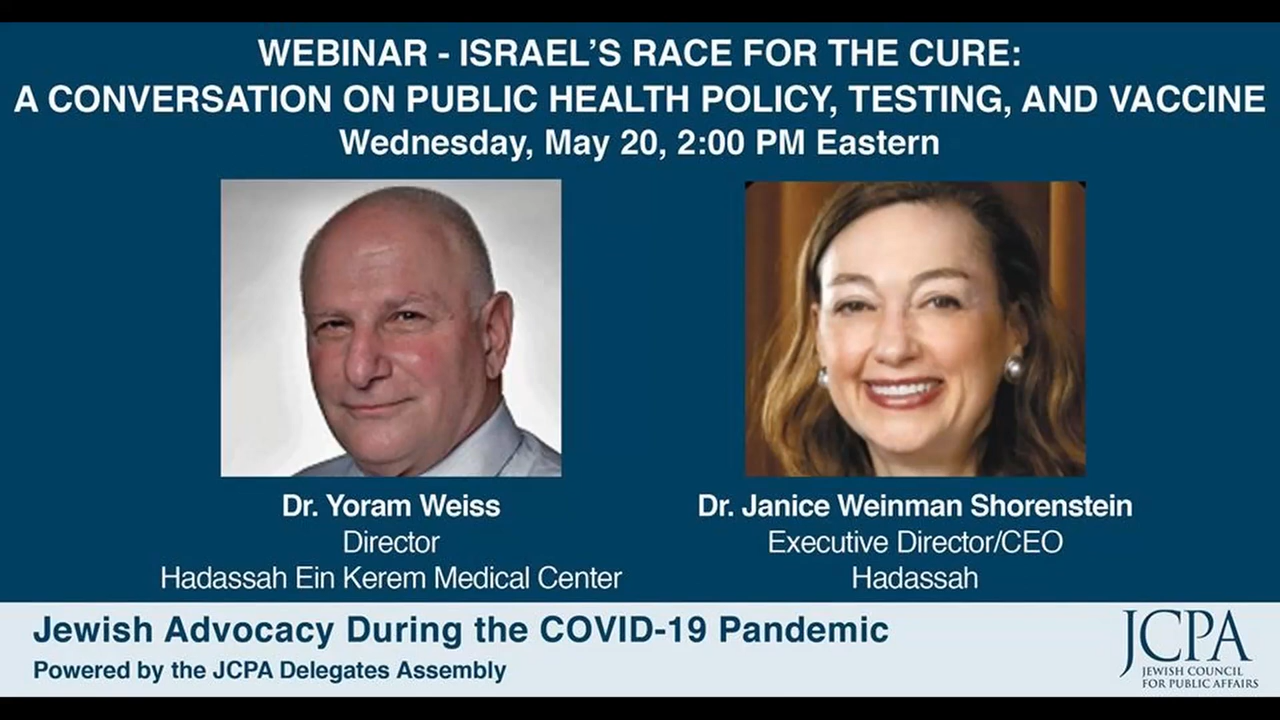 WEBINAR - ISRAEL'S RACE FOR THE CURE:
A CONVERSATION ON PUBLIC HEALTH POLICY, TESTING, AND VACCINE
Wednesday, May 20, 2:00 PM Eastern
Dr. Yoram Weiss
Director
Hadassah Ein Kerem Medical Center
Dr. Janice Weinman Shorenstein
Executive Director/CEO
Hadassah
Jewish Advocacy During the COVID-19 Pandemic
Powered by the JCPA Delegates Assembly
JCPA
JEWISH COUNCIL
FOR PUBLIC AFFAIRS